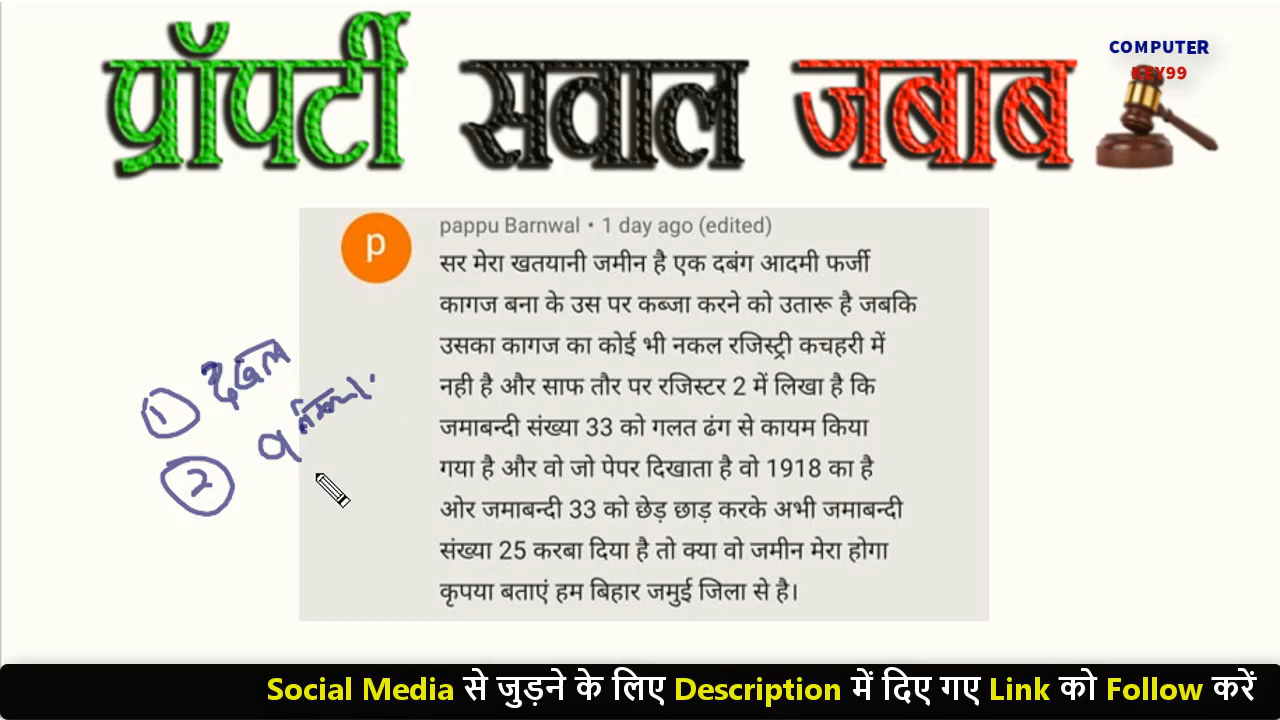 प्रॉपर्टी सवाल जबाब
COMPUTER
KEY99
p
pappu Barnwal • 1 day ago (edited)
सर मेरा खतयानी जमीन है एक दबंग आदमी फर्जी
कागज बना के उस पर कब्जा करने को उतारू है जबकि
उसका कागज का कोई भी नकल रजिस्ट्री कचहरी में
नही है और साफ तौर पर रजिस्टर 2 में लिखा है कि
जमाबन्दी संख्या 33 को गलत ढंग से कायम किया
गया है और वो जो पेपर दिखाता है वो 1918 का है
ओर जमाबन्दी 33 को छेड़ छाड़ करके अभी जमाबन्दी
संख्या 25 करबा दिया है तो क्या वो जमीन मेरा होगा
कृपया बताएं हम बिहार जमुई जिला से है।
1
2
Social Media से जुड़ने के लिए Description में दिए गए Link को Follow करें